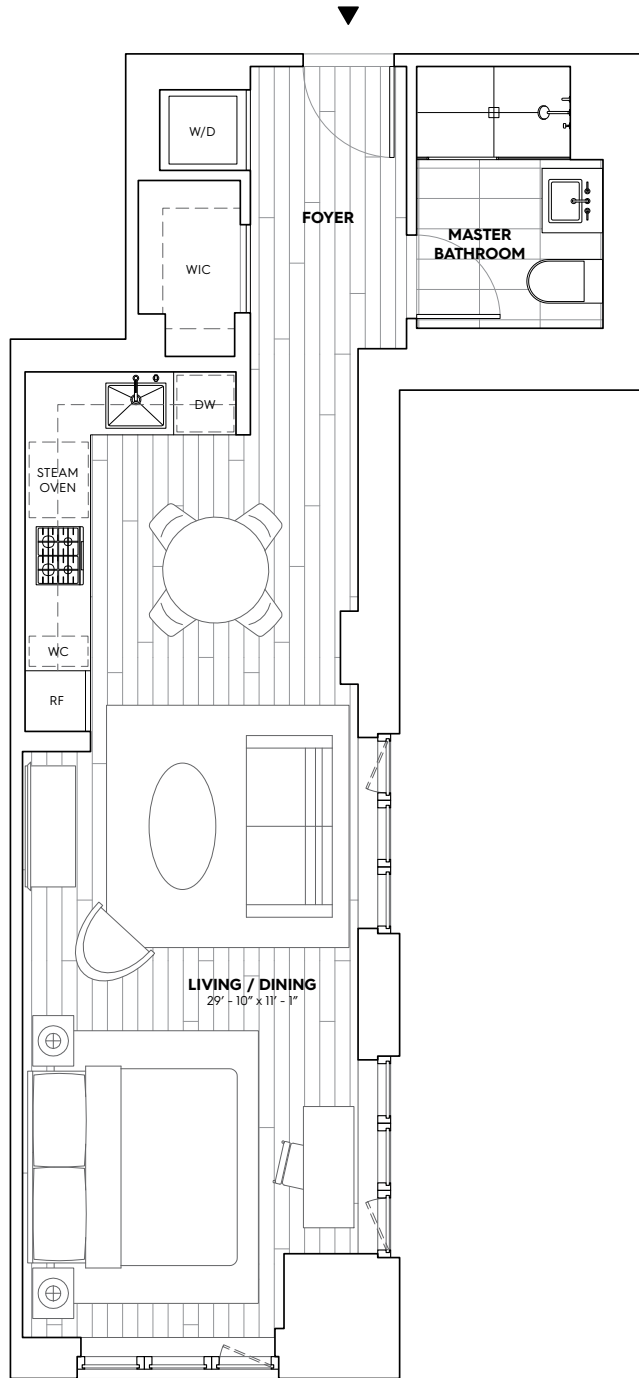 W/D
FOYER
MASTER
BATHROOM
WIC
DW
STEAM
OVEN
WC
RF
LIVING / DINING
29' - 10" x 11' - 1"